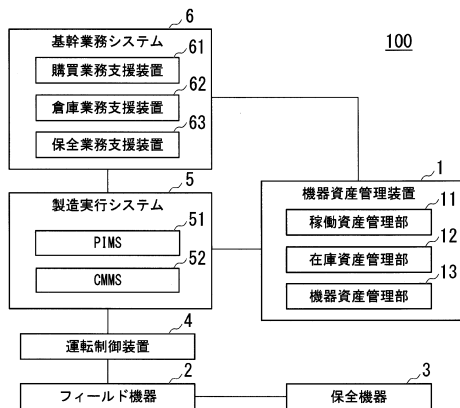 6
基幹業務システム
61
購買業務支援装置
62
倉庫業務支援装置
63
保全業務支援装置
100
5
製造実行システム
51
PIMS
52
CMMS
1
機器資産管理装置
11
稼働資産管理部
12
在庫資産管理部
13
機器資産管理部
4
運転制御装置
2
フィールド機器
3
保全機器